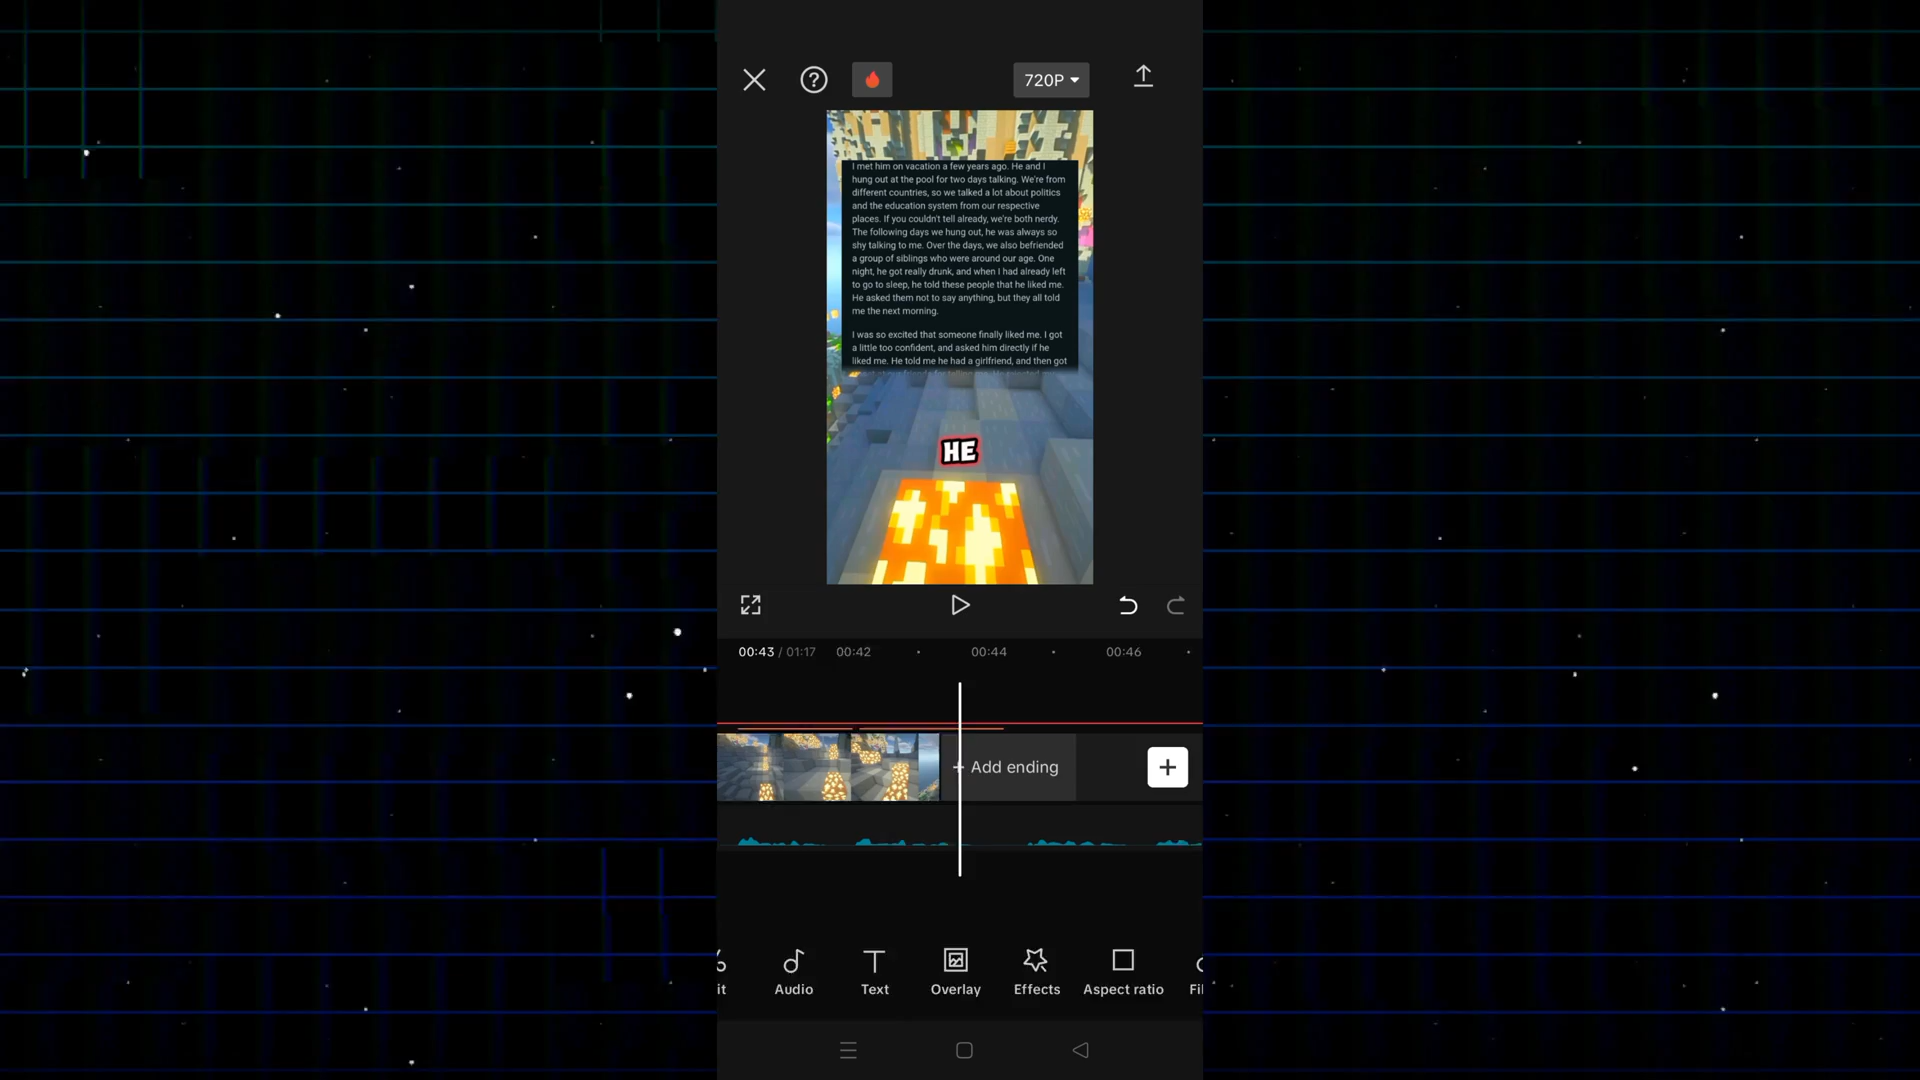 720P
I met him on vacation a few years ago. He and I
hung out at the pool for two days talking. We're from
different countries, so we talked a lot about politics
and the education system from our respective
places. If you couldn't tell already, we're both nerdy.
The following days we hung out, he was always so
shy talking to me. Over the days, we also befriended
a group of siblings who were around our age. One
night, he got really drunk, and when I had already left
to go to sleep, he told these people that he liked me.
He asked them not to say anything, but they all told
me the next morning.
I was so excited that someone finally liked me. I got
a little too confident, and asked him directly if he
liked me. He told me he had a girlfriend, and then got
HE
00:43 / 01:17 00:42 00:44 00:46
+ Add ending
it Audio Text Overlay Effects Aspect ratio Fil